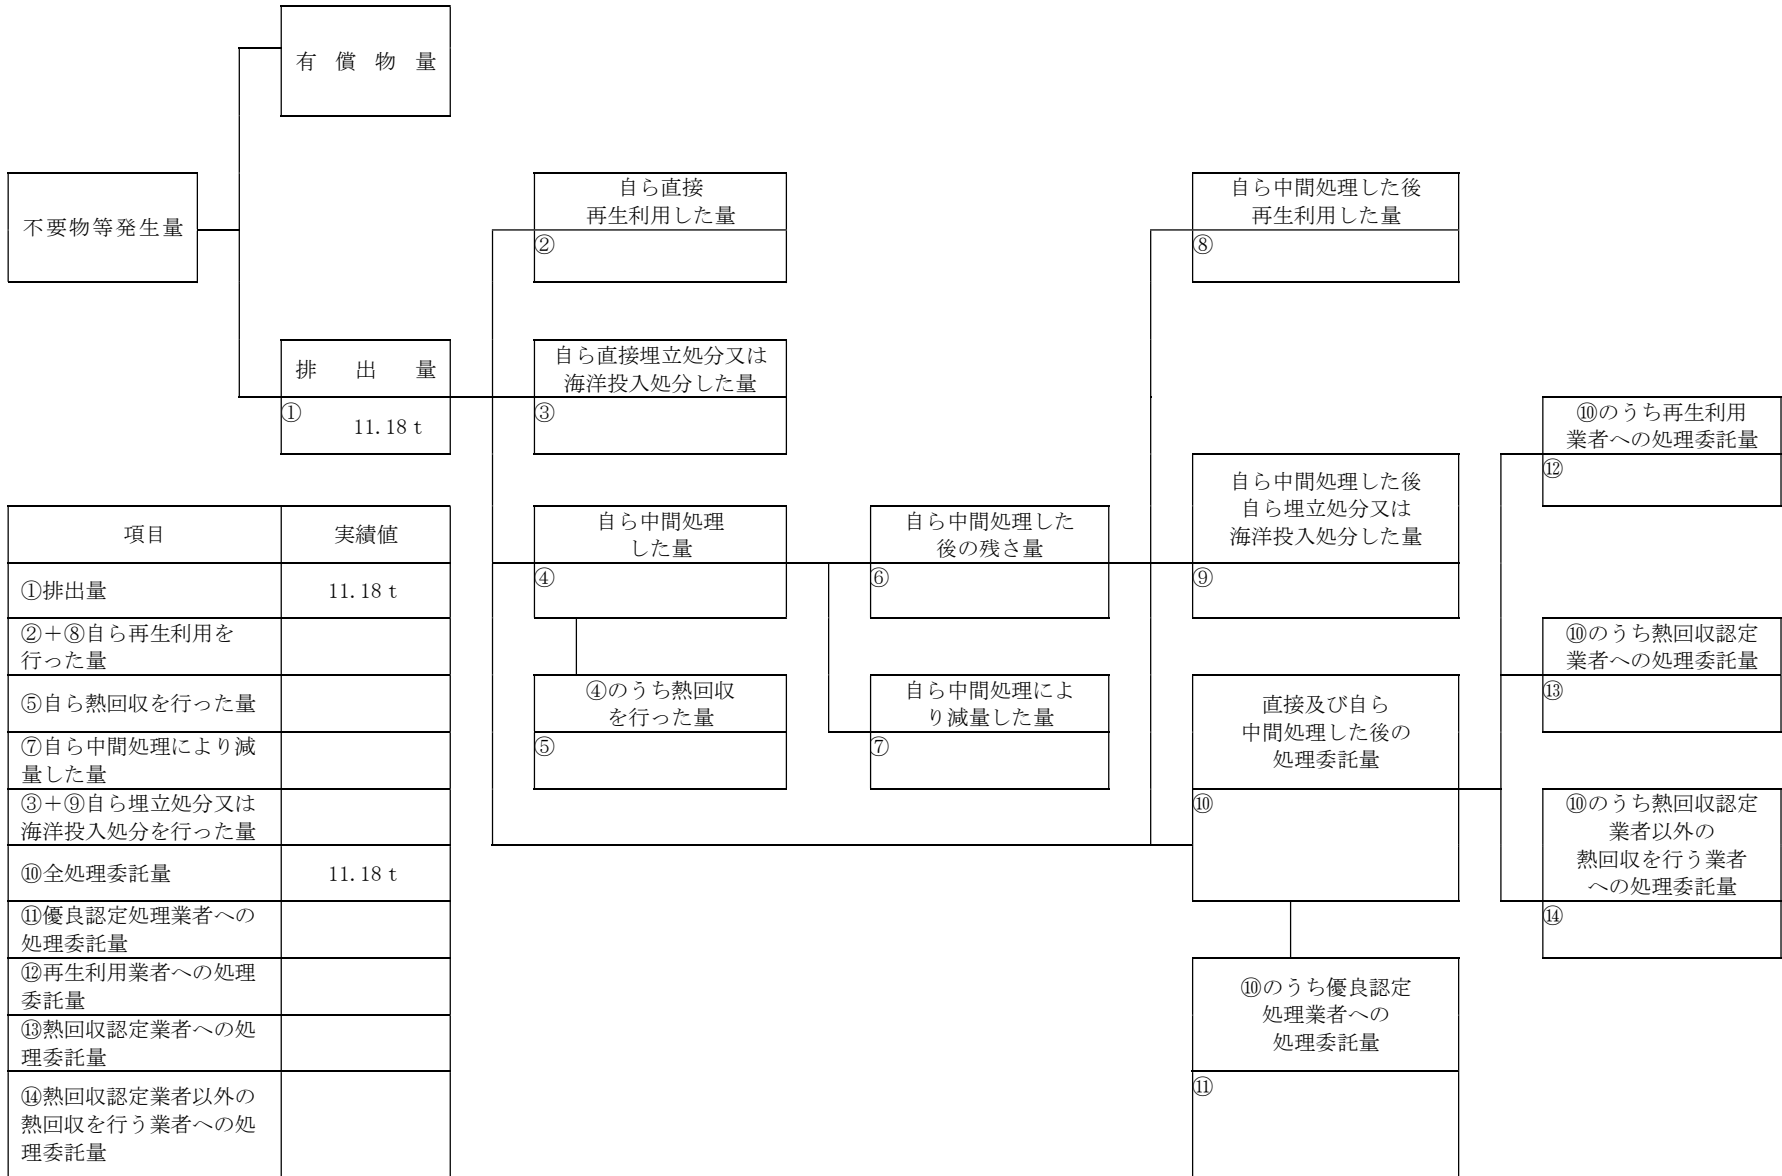 有償物量
不要物等発生量
自ら直接
再生利用した量
②
自ら中間処理した後
再生利用した量
⑧
排出量
①
11.18 t
自ら直接埋立処分又は
海洋投入処分した量
③
⑩のうち再生利用
業者への処理委託量
⑫
自ら中間処理した後
自ら埋立処分又は
海洋投入処分した量
⑨
自ら中間処理
した量
④
自ら中間処理した
後の残さ量
⑥
⑩のうち熱回収認定
業者への処理委託量
⑬
④のうち熱回収
を行った量
⑤
自ら中間処理によ
り減量した量
⑦
直接及び自ら
中間処理した後の
処理委託量
⑩
⑩のうち熱回収認定
業者以外の
熱回収を行う業者
への処理委託量
⑭
⑩のうち優良認定
処理業者への
処理委託量
⑪
項目 実績値
①排出量 11.18 t
②＋⑧自ら再生利用を
行った量
⑤自ら熱回収を行った量
⑦自ら中間処理により減
量した量
③＋⑨自ら埋立処分又は
海洋投入処分を行った量
⑩全処理委託量 11.18 t
⑪優良認定処理業者への
処理委託量
⑫再生利用業者への処理
委託量
⑬熱回収認定業者への処
理委託量
⑭熱回収認定業者以外の
熱回収を行う業者への処
理委託量